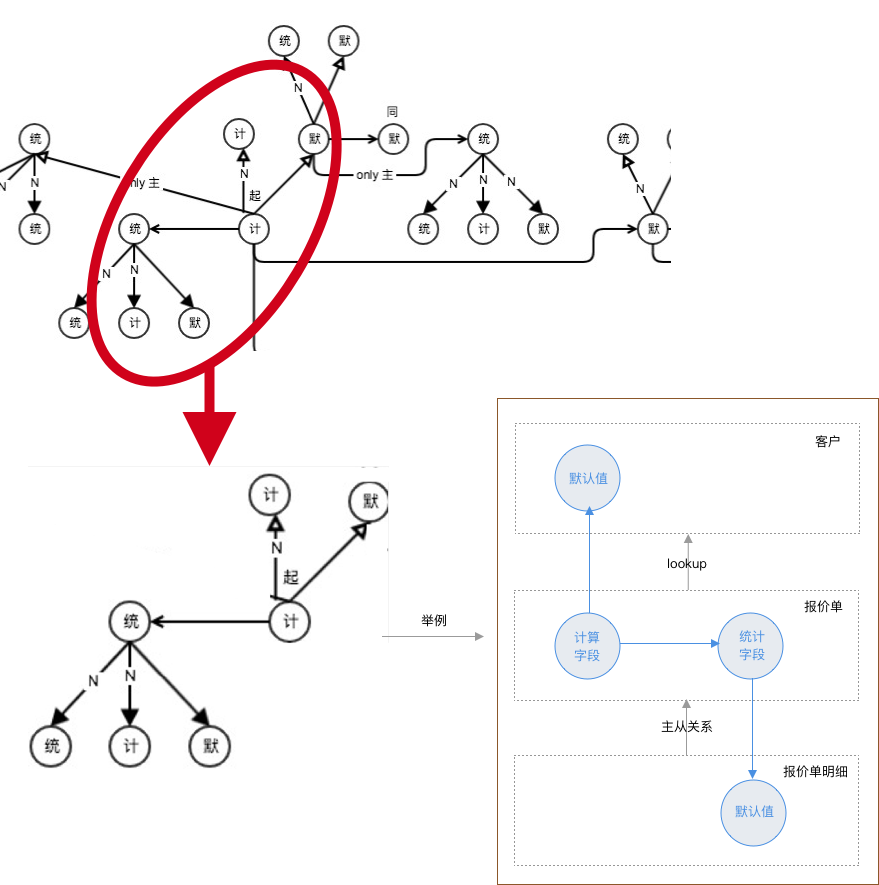 统
默
N
同
统
计
默
默
统
统
N
N
only 主
起
only 主
N
N
N
N
统
统
计
统
计
默
默
N
N
统
计
默
客户
计
默
默认值
N
lookup
起
报价单
统
计
举例
计算
字段
统计
字段
N
N
主从关系
统
计
默
报价单明细
默认值